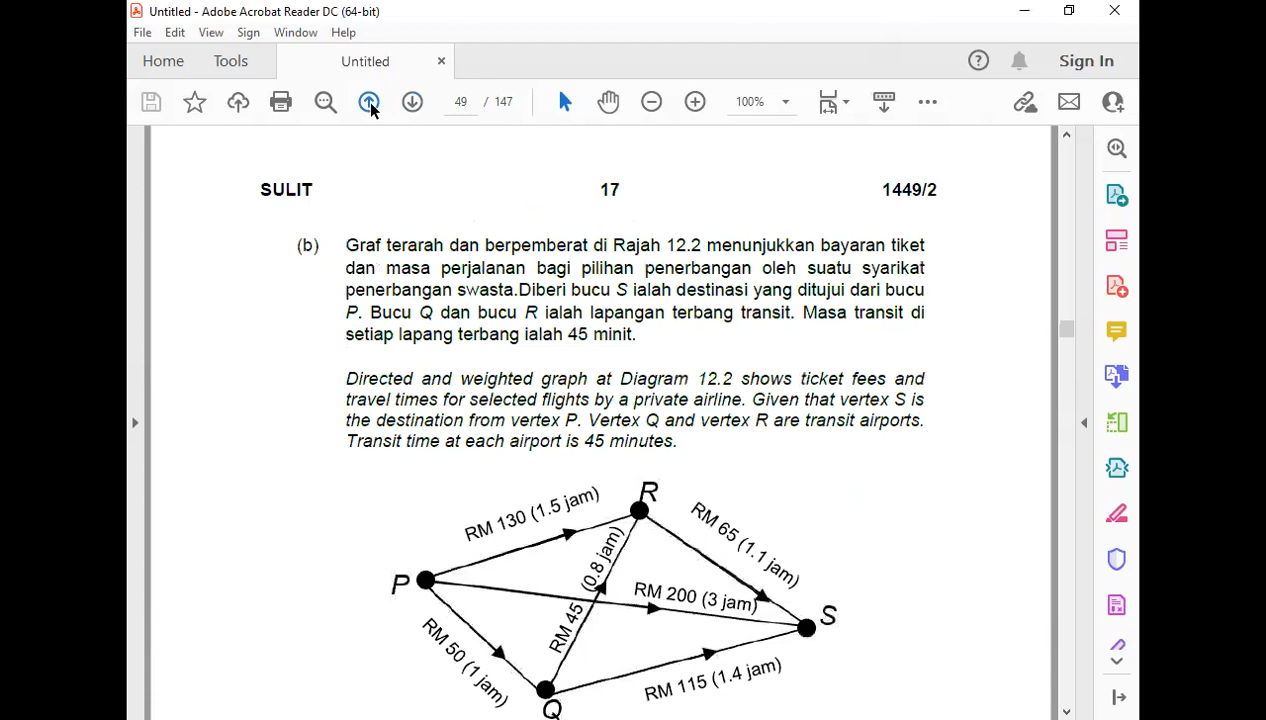 Untitled - Adobe Acrobat Reader DC (64-bit)
File Edit View Sign Window Help
Home Tools Untitled × Sign In
49 / 147 100%
SULIT 17 1449/2
(b) Graf terarah dan berpemberat di Rajah 12.2 menunjukkan bayaran tiket
dan masa perjalanan bagi pilihan penerbangan oleh suatu syarikat
penerbangan swasta.Diberi bucu S ialah destinasi yang ditujui dari bucu
P. Bucu Q dan bucu R ialah lapangan terbang transit. Masa transit di
setiap lapang terbang ialah 45 minit.
Directed and weighted graph at Diagram 12.2 shows ticket fees and
travel times for selected flights by a private airline. Given that vertex S is
the destination from vertex P. Vertex Q and vertex R are transit airports.
Transit time at each airport is 45 minutes.
R
RM 130 (1.5 jam)
RM 65 (1.1 jam)
RM 45 (0.8 jam)
P
RM 200 (3 jam)
S
RM 50 (1 jam)
RM 115 (1.4 jam)
Q